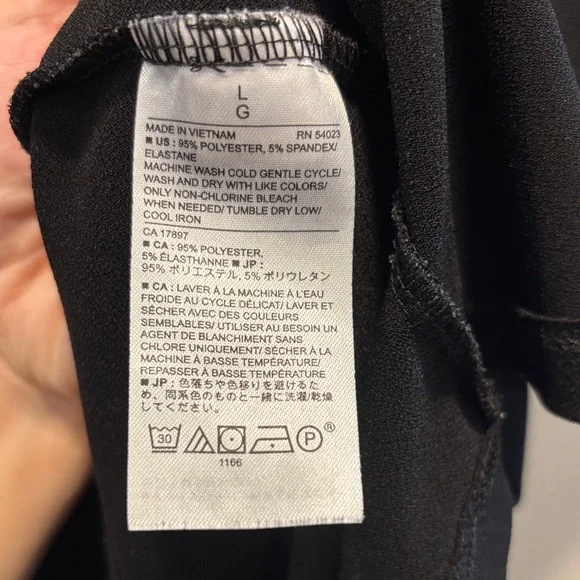 L
G
MADE IN VIETNAM RN 54023
■ US : 95% POLYESTER, 5% SPANDEX/
ELASTANE
MACHINE WASH COLD GENTLE CYCLE/
WASH AND DRY WITH LIKE COLORS/
ONLY NON-CHLORINE BLEACH
WHEN NEEDED/ TUMBLE DRY LOW/
COOL IRON
CA 17897
■ CA : 95% POLYESTER,
5% ÉLASTHANNE ■ JP :
95% ポリエステル, 5% ポリウレタン
■ CA : LAVER À LA MACHINE À L'EAU
FROIDE AU CYCLE DÉLICAT/ LAVER ET
SÉCHER AVEC DES COULEURS
SEMBLABLES/ UTILISER AU BESOIN UN
AGENT DE BLANCHIMENT SANS
CHLORE UNIQUEMENT/ SÉCHER À LA
MACHINE À BASSE TEMPÉRATURE/
REPASSER À BASSE TEMPÉRATURE
■ JP : 色落ちや色移りを避けるた
め、同系色のものと一緒に洗濯/乾燥
してください。
30 P ®
1166